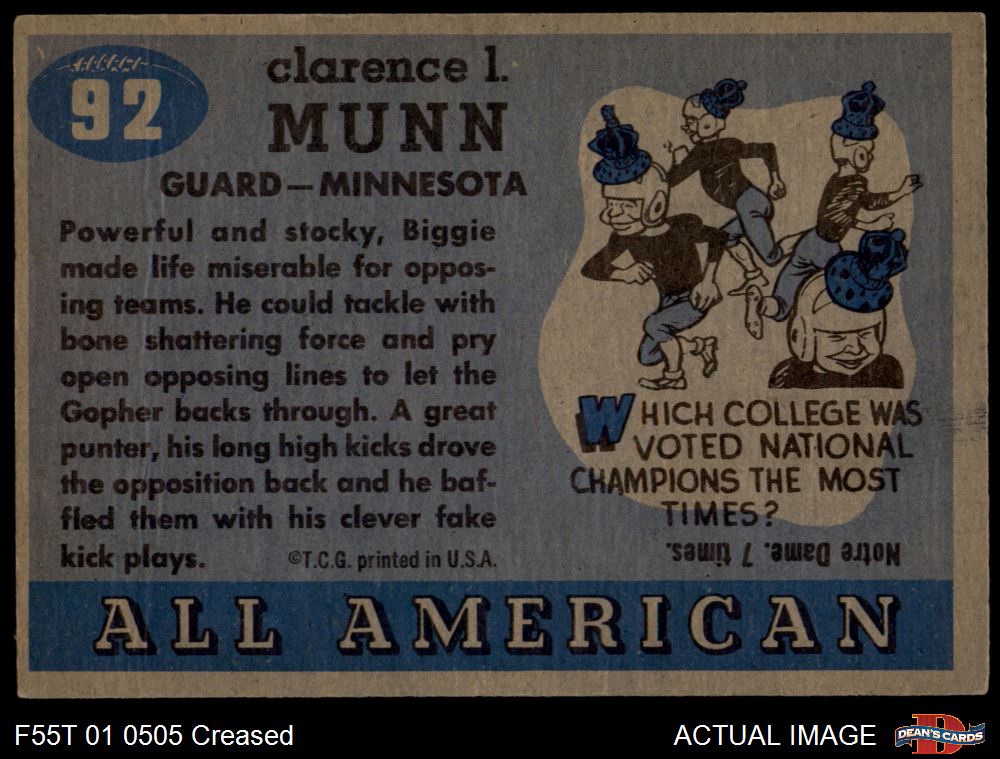 92
clarence l.
MUNN
GUARD—MINNESOTA
Powerful and stocky, Biggie
made life miserable for oppos-
ing teams. He could tackle with
bone shattering force and pry
open opposing lines to let the
Gopher backs through. A great
punter, his long high kicks drove
the opposition back and he baf-
fled them with his clever fake
kick plays.
©T.C.G. printed in U.S.A.
WHICH COLLEGE WAS
VOTED NATIONAL
CHAMPIONS THE MOST
TIMES?
Notre Dame. 7 times.
ALL AMERICAN
F55T 01 0505 Creased
ACTUAL IMAGE
D
DEAN'S CARDS